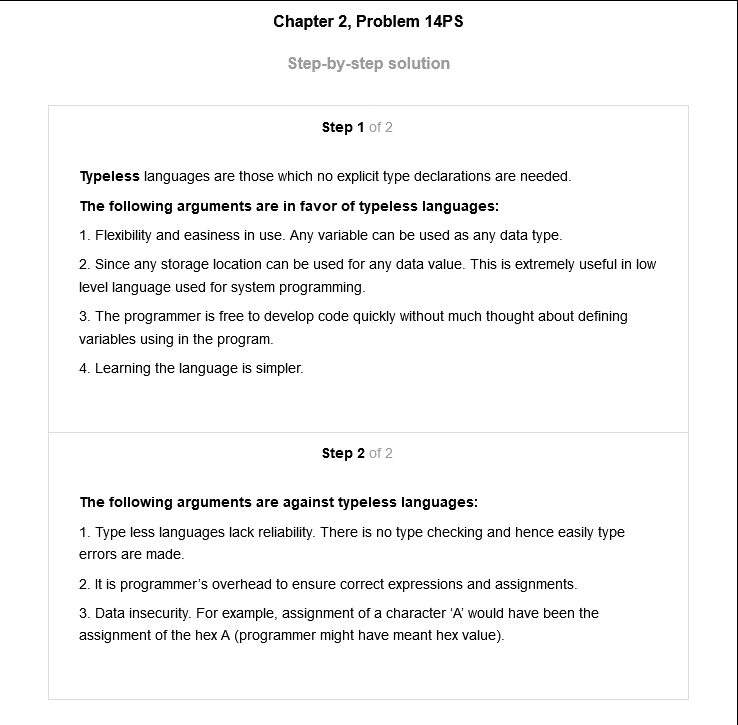 Chapter 2, Problem 14PS
Step-by-step solution
Step 1 of 2
Typeless languages are those which no explicit type declarations are needed.
The following arguments are in favor of typeless languages:
1. Flexibility and easiness in use. Any variable can be used as any data type.
2. Since any storage location can be used for any data value. This is extremely useful in low
level language used for system programming.
3. The programmer is free to develop code quickly without much thought about defining
variables using in the program.
4. Learning the language is simpler.
Step 2 of 2
The following arguments are against typeless languages:
1. Type less languages lack reliability. There is no type checking and hence easily type
errors are made.
2. It is programmer’s overhead to ensure correct expressions and assignments.
3. Data insecurity. For example, assignment of a character ‘A’ would have been the
assignment of the hex A (programmer might have meant hex value).